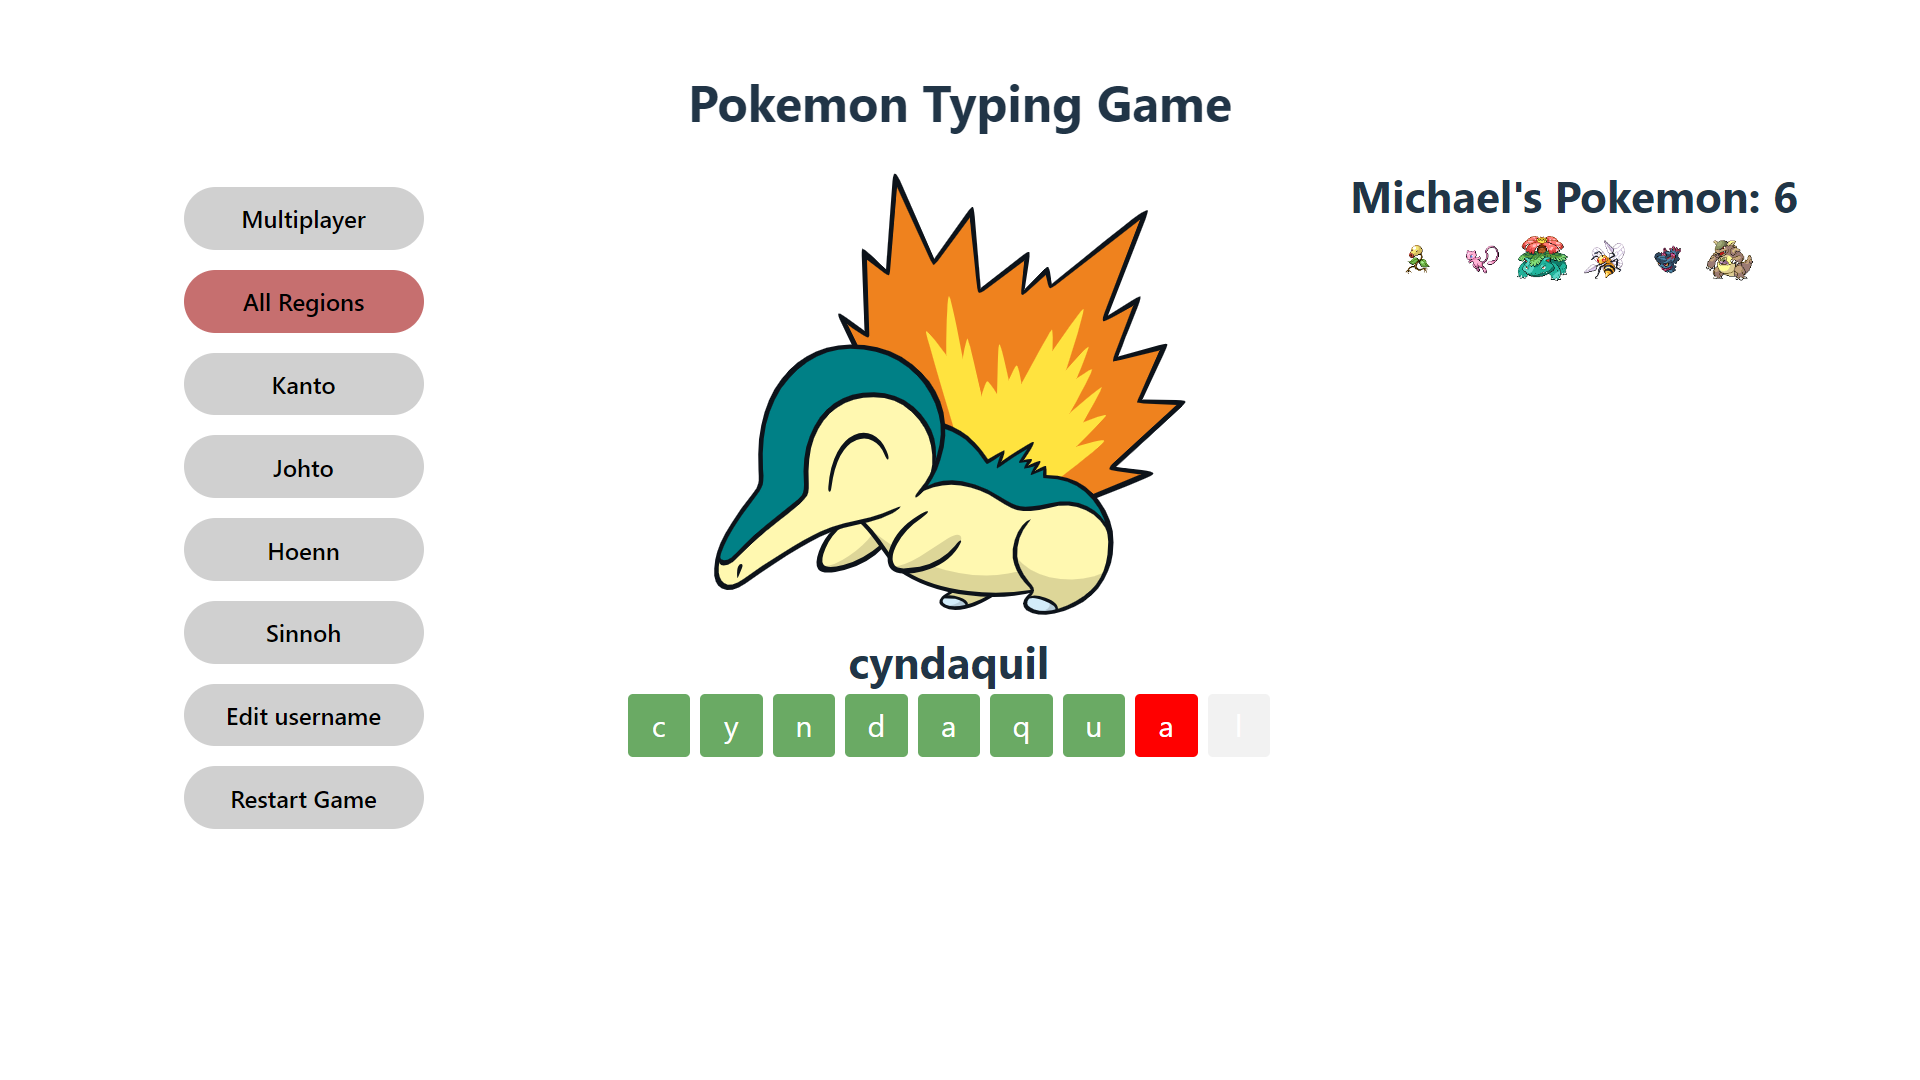 Pokemon Typing Game
Multiplayer
All Regions
Kanto
Johto
Hoenn
Sinnoh
Edit username
Restart Game
cyndaquil
c y n d a q u a l
Michael's Pokemon: 6